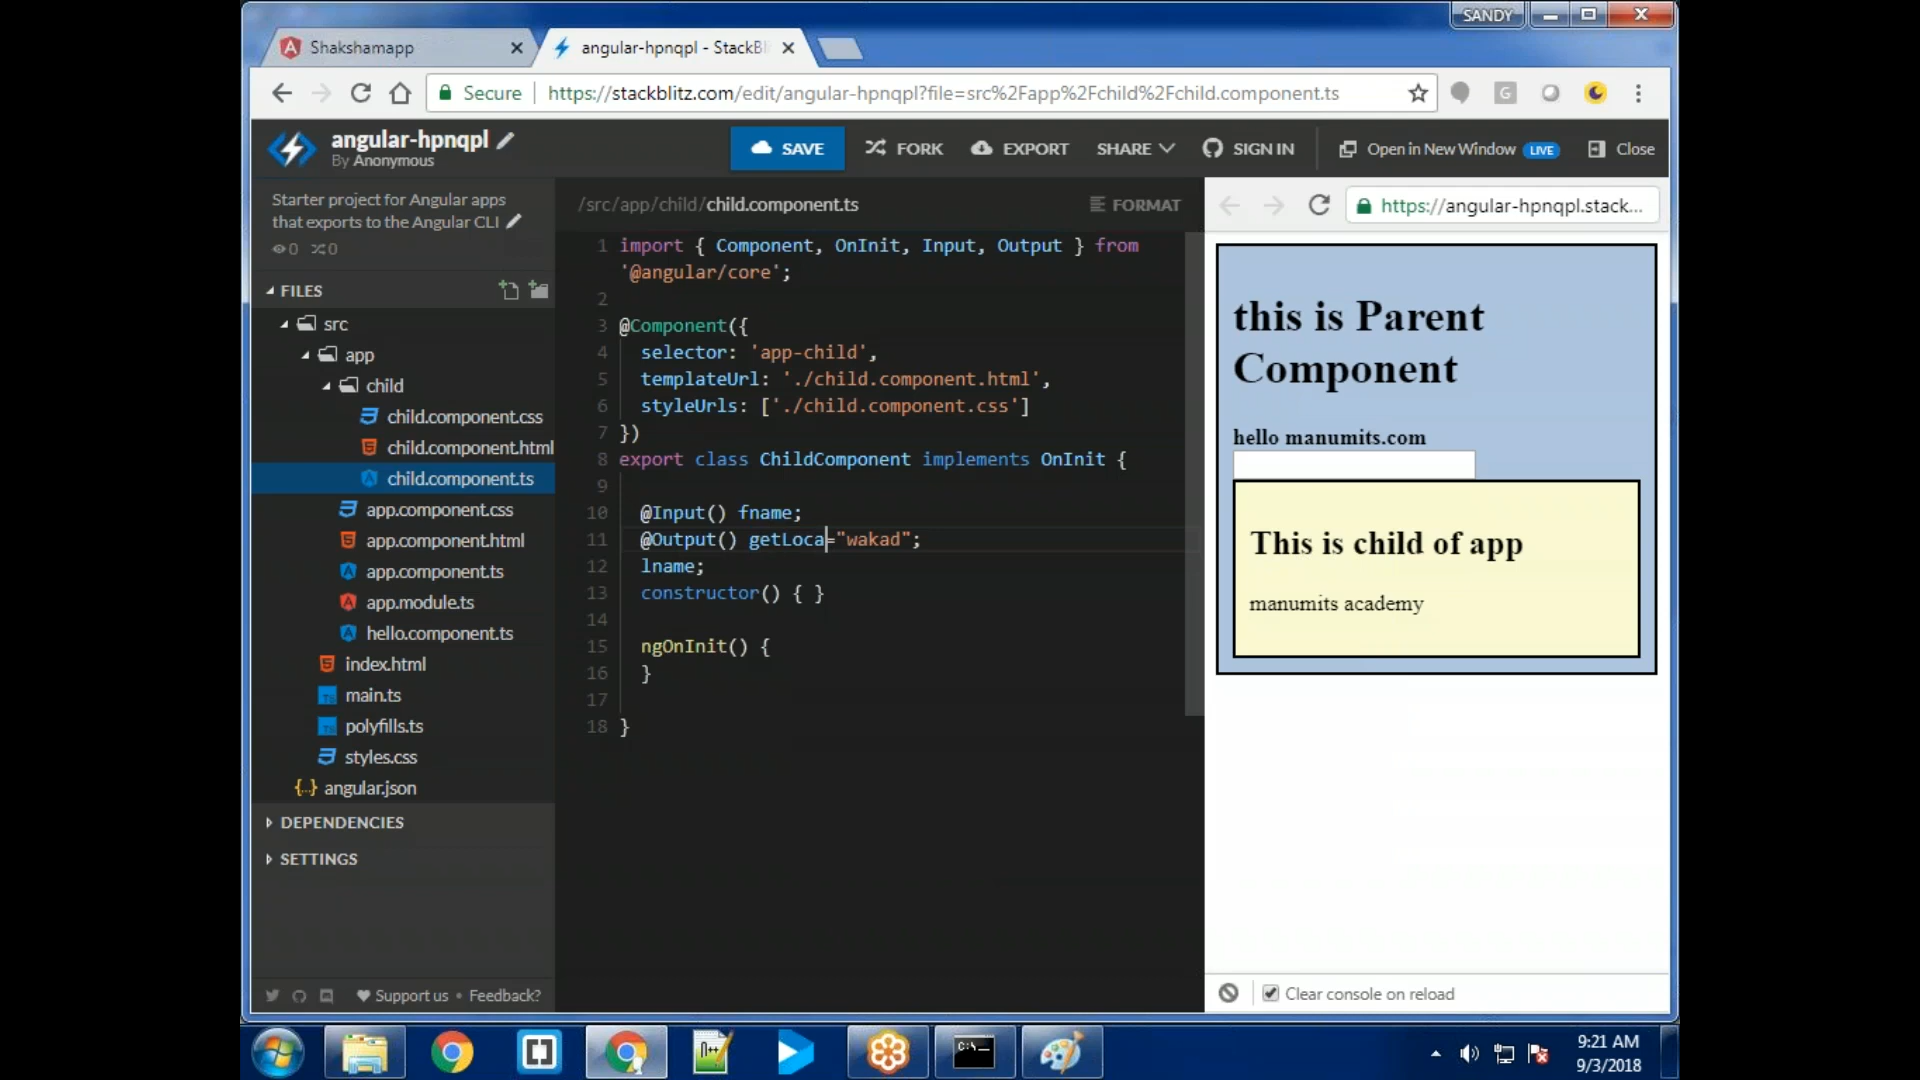 SANDY
Shakshamapp
angular-hpnqpl - StackBl
Secure
https://stackblitz.com/edit/angular-hpnqpl?file=src%2Fapp%2Fchild%2Fchild.component.ts
G
angular-hpnqpl
By Anonymous
SAVE
FORK
EXPORT
SHARE
SIGN IN
Open in New Window
LIVE
Close
Starter project for Angular apps
that exports to the Angular CLI
0
0
FILES
src
app
child
child.component.css
child.component.html
child.component.ts
app.component.css
app.component.html
app.component.ts
app.module.ts
hello.component.ts
index.html
main.ts
polyfills.ts
styles.css
angular.json
DEPENDENCIES
SETTINGS
Support us • Feedback?
/src/app/child/child.component.ts
FORMAT
1 import { Component, OnInit, Input, Output } from
'@angular/core';
2
3 @Component({
4 selector: 'app-child',
5 templateUrl: './child.component.html',
6 styleUrls: ['./child.component.css']
7 })
8 export class ChildComponent implements OnInit {
9
10 @Input() fname;
11 @Output() getLoca="wakad";
12 lname;
13 constructor() { }
14
15 ngOnInit() {
16 }
17
18 }
https://angular-hpnqpl.stack...
this is Parent
Component
hello manumits.com
This is child of app
manumits academy
Clear console on reload
9:21 AM
9/3/2018